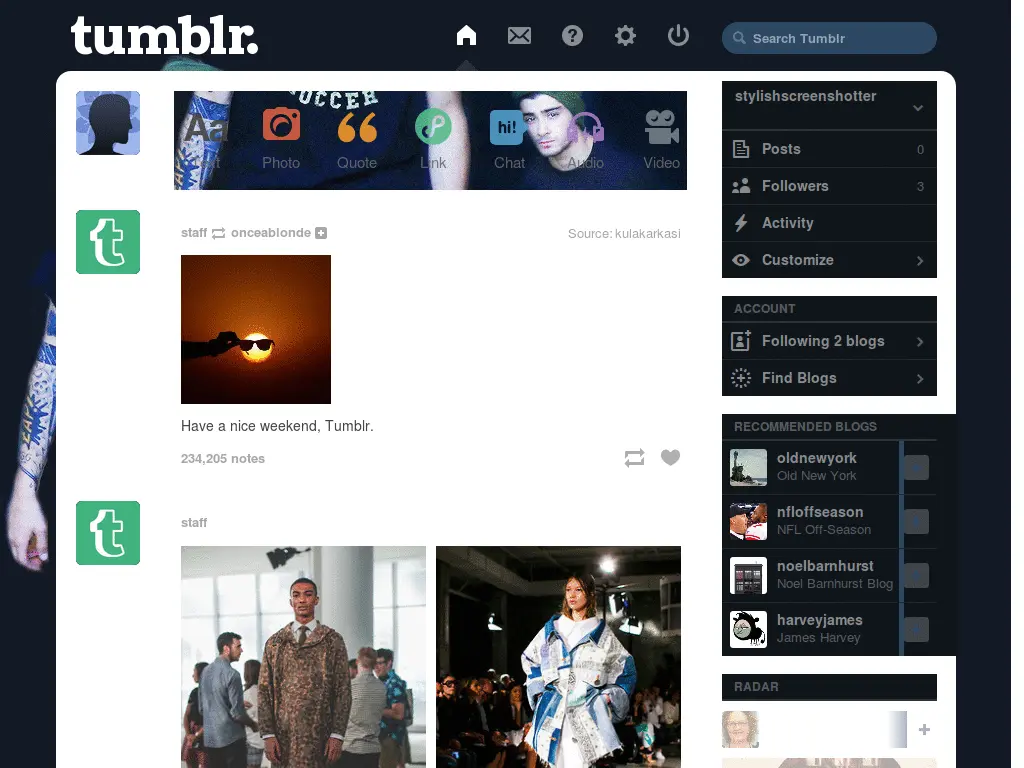 tumblr.
Search Tumblr
SOCCER
Aa
hi!
Text Photo Quote Link Chat Audio Video
stylishscreenshotter
Posts 0
Followers 3
Activity
Customize
staff onceablonde Source: kulakarkasi
Have a nice weekend, Tumblr.
234,205 notes
ACCOUNT
Following 2 blogs
Find Blogs
RECOMMENDED BLOGS
oldnewyork
Old New York
nfloffseason
NFL Off-Season
noelbarnhurst
Noel Barnhurst Blog
harveyjames
James Harvey
staff
RADAR